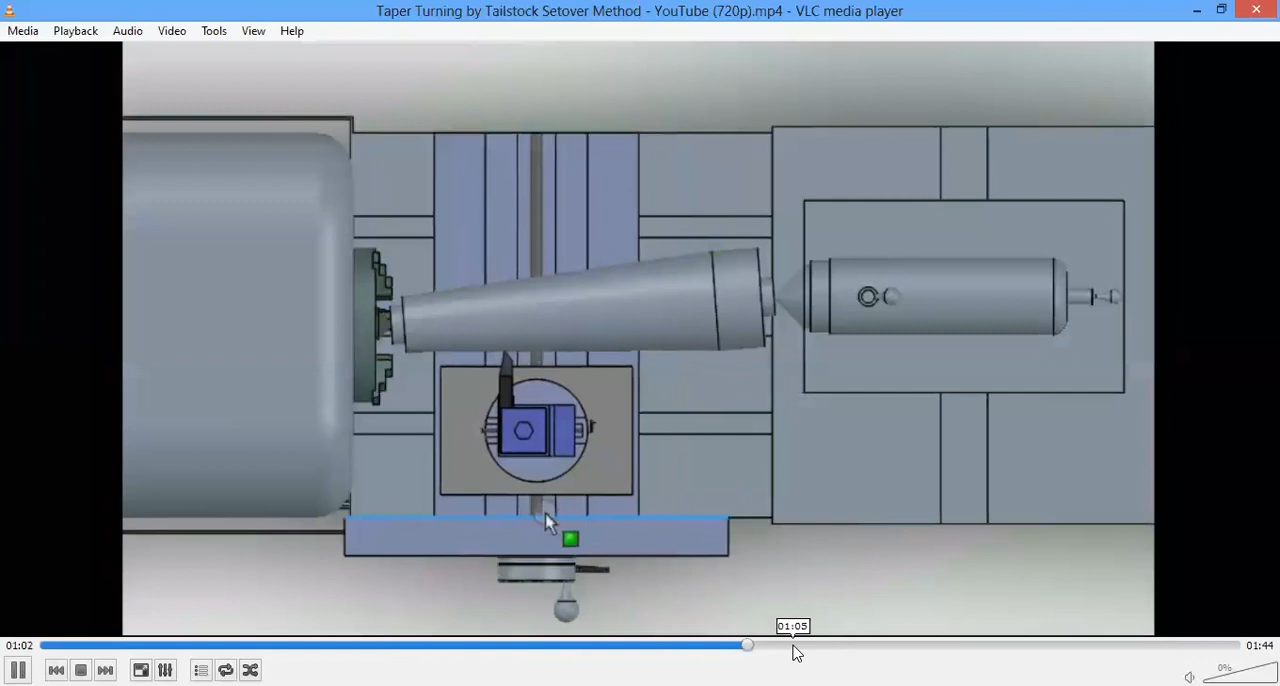 Taper Turning by Tailstock Setover Method - YouTube (720p).mp4 - VLC media player
Media Playback Audio Video Tools View Help
01:05
01:02 01:44
0%